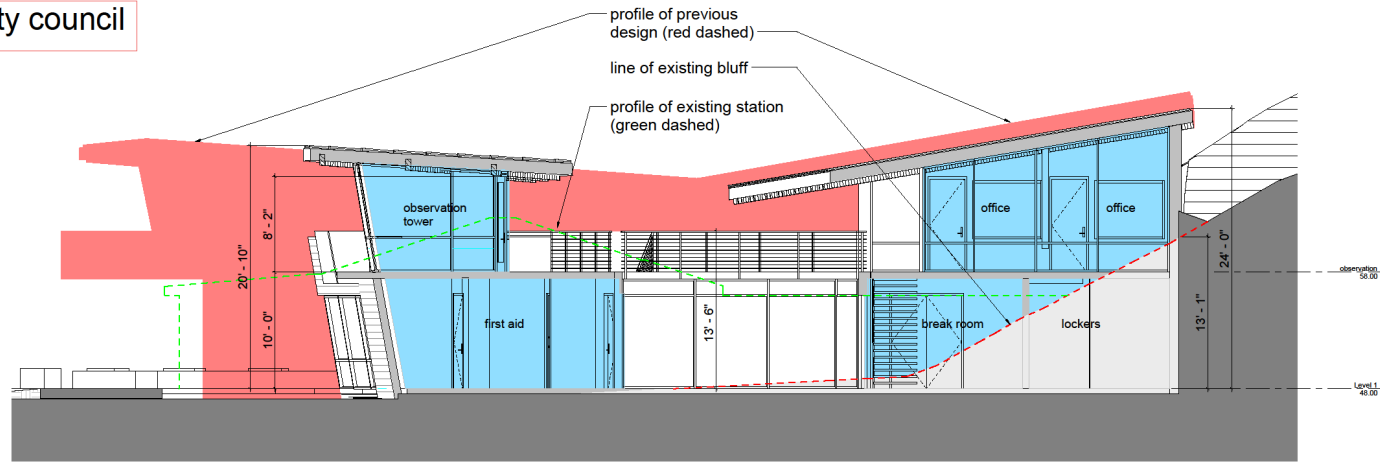 ty council
profile of previous
design (red dashed)
line of existing bluff
profile of existing station
(green dashed)
observation
tower
office
office
8' - 2"
20' - 10"
24' - 0"
observation
58.00
10' - 0"
first aid
13' - 6"
break room
lockers
13' - 1"
Level 1
48.00